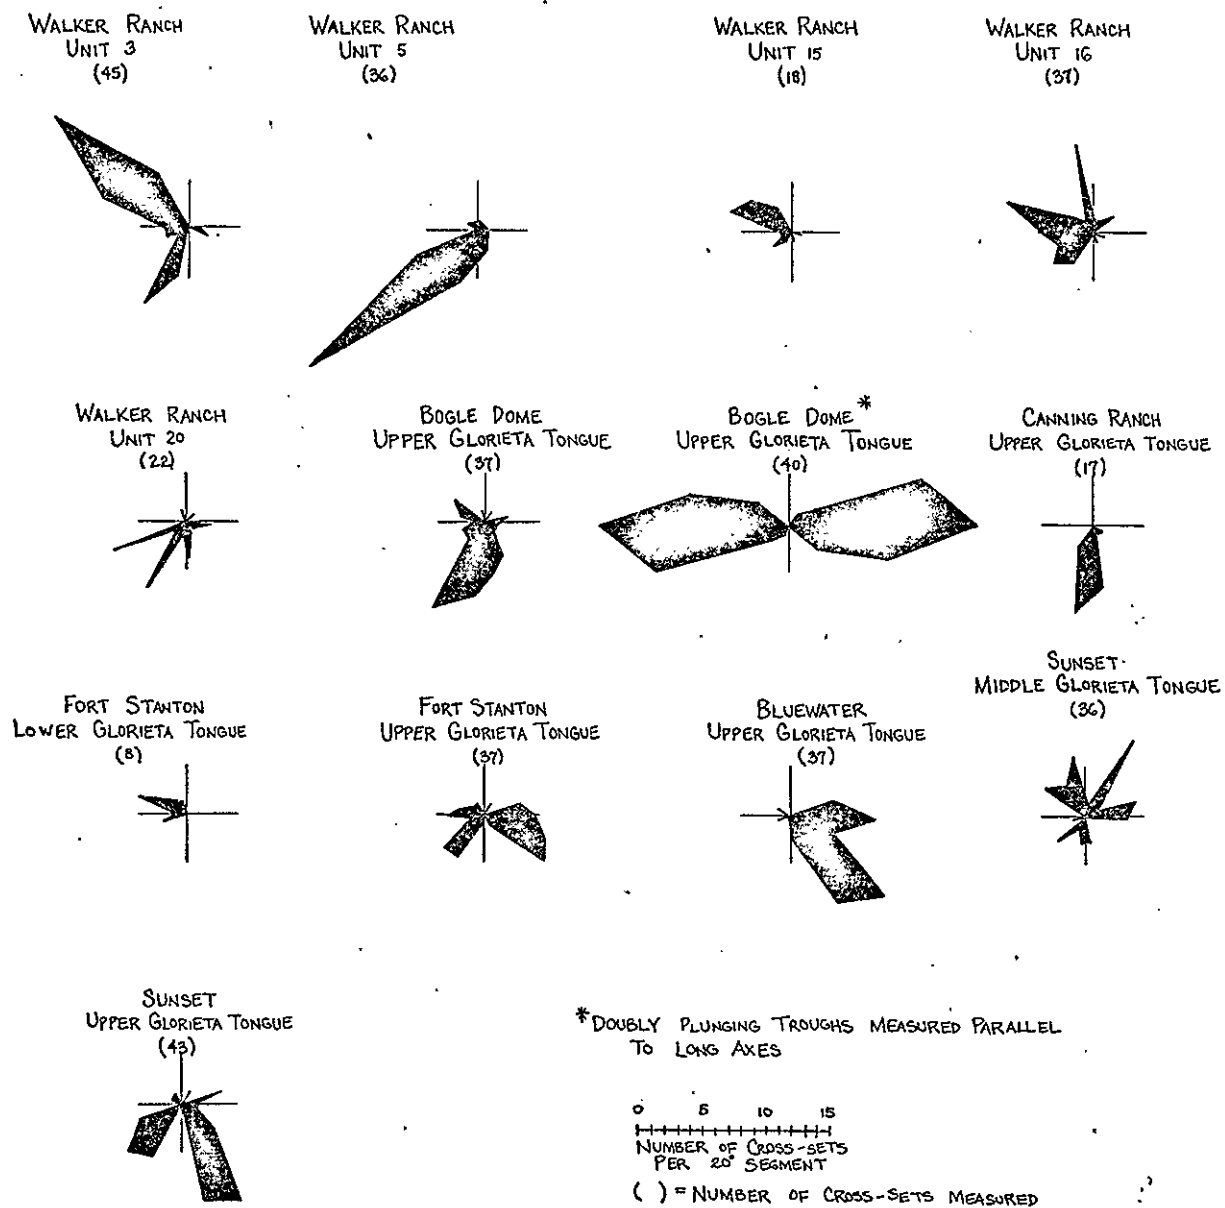 WALKER RANCH
UNIT 3
(45)
WALKER RANCH
UNIT 5
(36)
WALKER RANCH
UNIT 15
(18)
WALKER RANCH
UNIT 16
(37)
WALKER RANCH
UNIT 20
(22)
BOGLE DOME
UPPER GLORIETA TONGUE
(37)
BOGLE DOME *
UPPER GLORIETA TONGUE
(40)
CANNING RANCH
UPPER GLORIETA TONGUE
(17)
FORT STANTON
LOWER GLORIETA TONGUE
(8)
FORT STANTON
UPPER GLORIETA TONGUE
(37)
BLUEWATER
UPPER GLORIETA TONGUE
(37)
SUNSET
MIDDLE GLORIETA TONGUE
(36)
SUNSET
UPPER GLORIETA TONGUE
(43)
*DOUBLY PLUNGING TROUGHS MEASURED PARALLEL
TO LONG AXES
0 5 10 15
NUMBER OF CROSS-SETS
PER 20° SEGMENT
( ) = NUMBER OF CROSS-SETS MEASURED